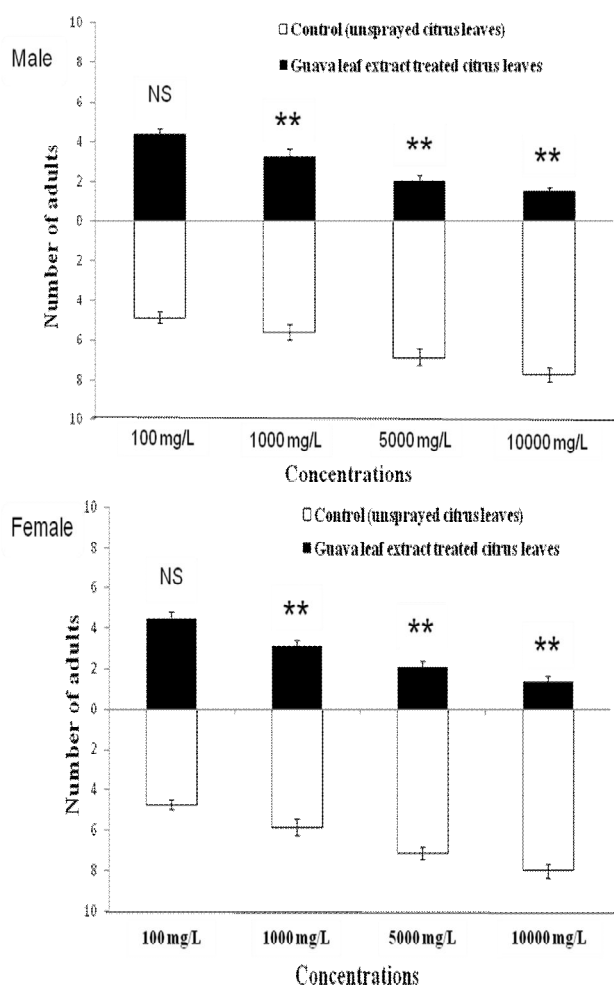 Male
□ Control (unsprayed citrus leaves)
■ Guava leaf extract treated citrus leaves
NS
**
**
**
10
8
6
4
2
0
2
4
6
8
10
Number of adults
100 mg/L 1000 mg/L 5000 mg/L 10000 mg/L
Concentrations
Female
□ Control (unsprayed citrus leaves)
■ Guava leaf extract treated citrus leaves
NS
**
**
**
10
8
6
4
2
0
2
4
6
8
10
Number of adults
100 mg/L 1000 mg/L 5000 mg/L 10000 mg/L
Concentrations